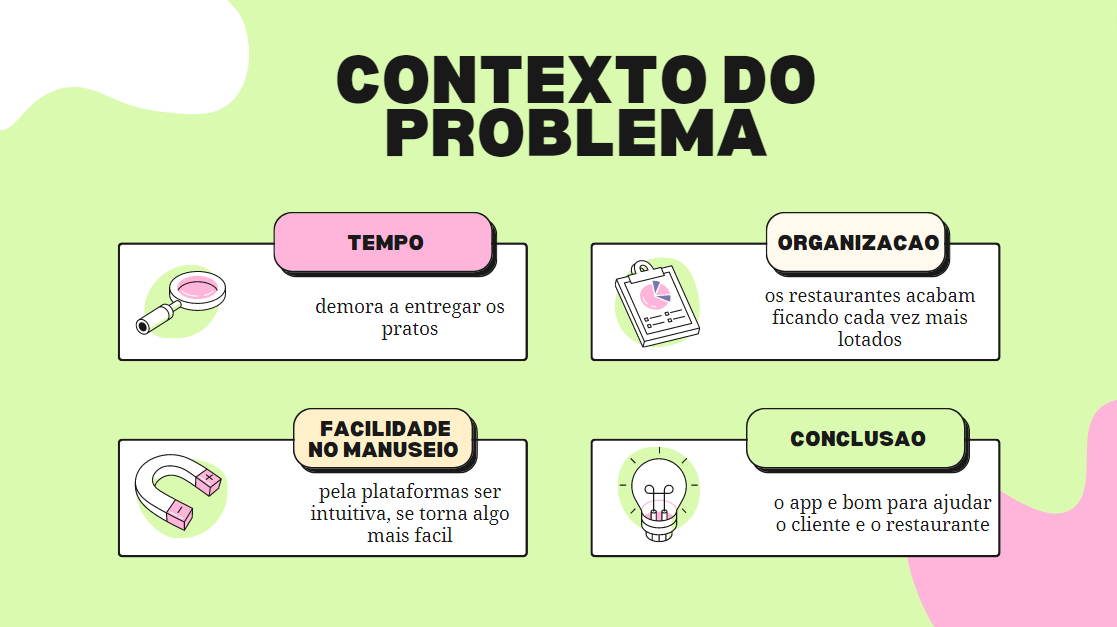 CONTEXTO DO
PROBLEMA
TEMPO
demora a entregar os
pratos
ORGANIZACAO
os restaurantes acabam
ficando cada vez mais
lotados
FACILIDADE
NO MANUSEIO
pela plataformas ser
intuitiva, se torna algo
mais facil
CONCLUSAO
o app e bom para ajudar
o cliente e o restaurante